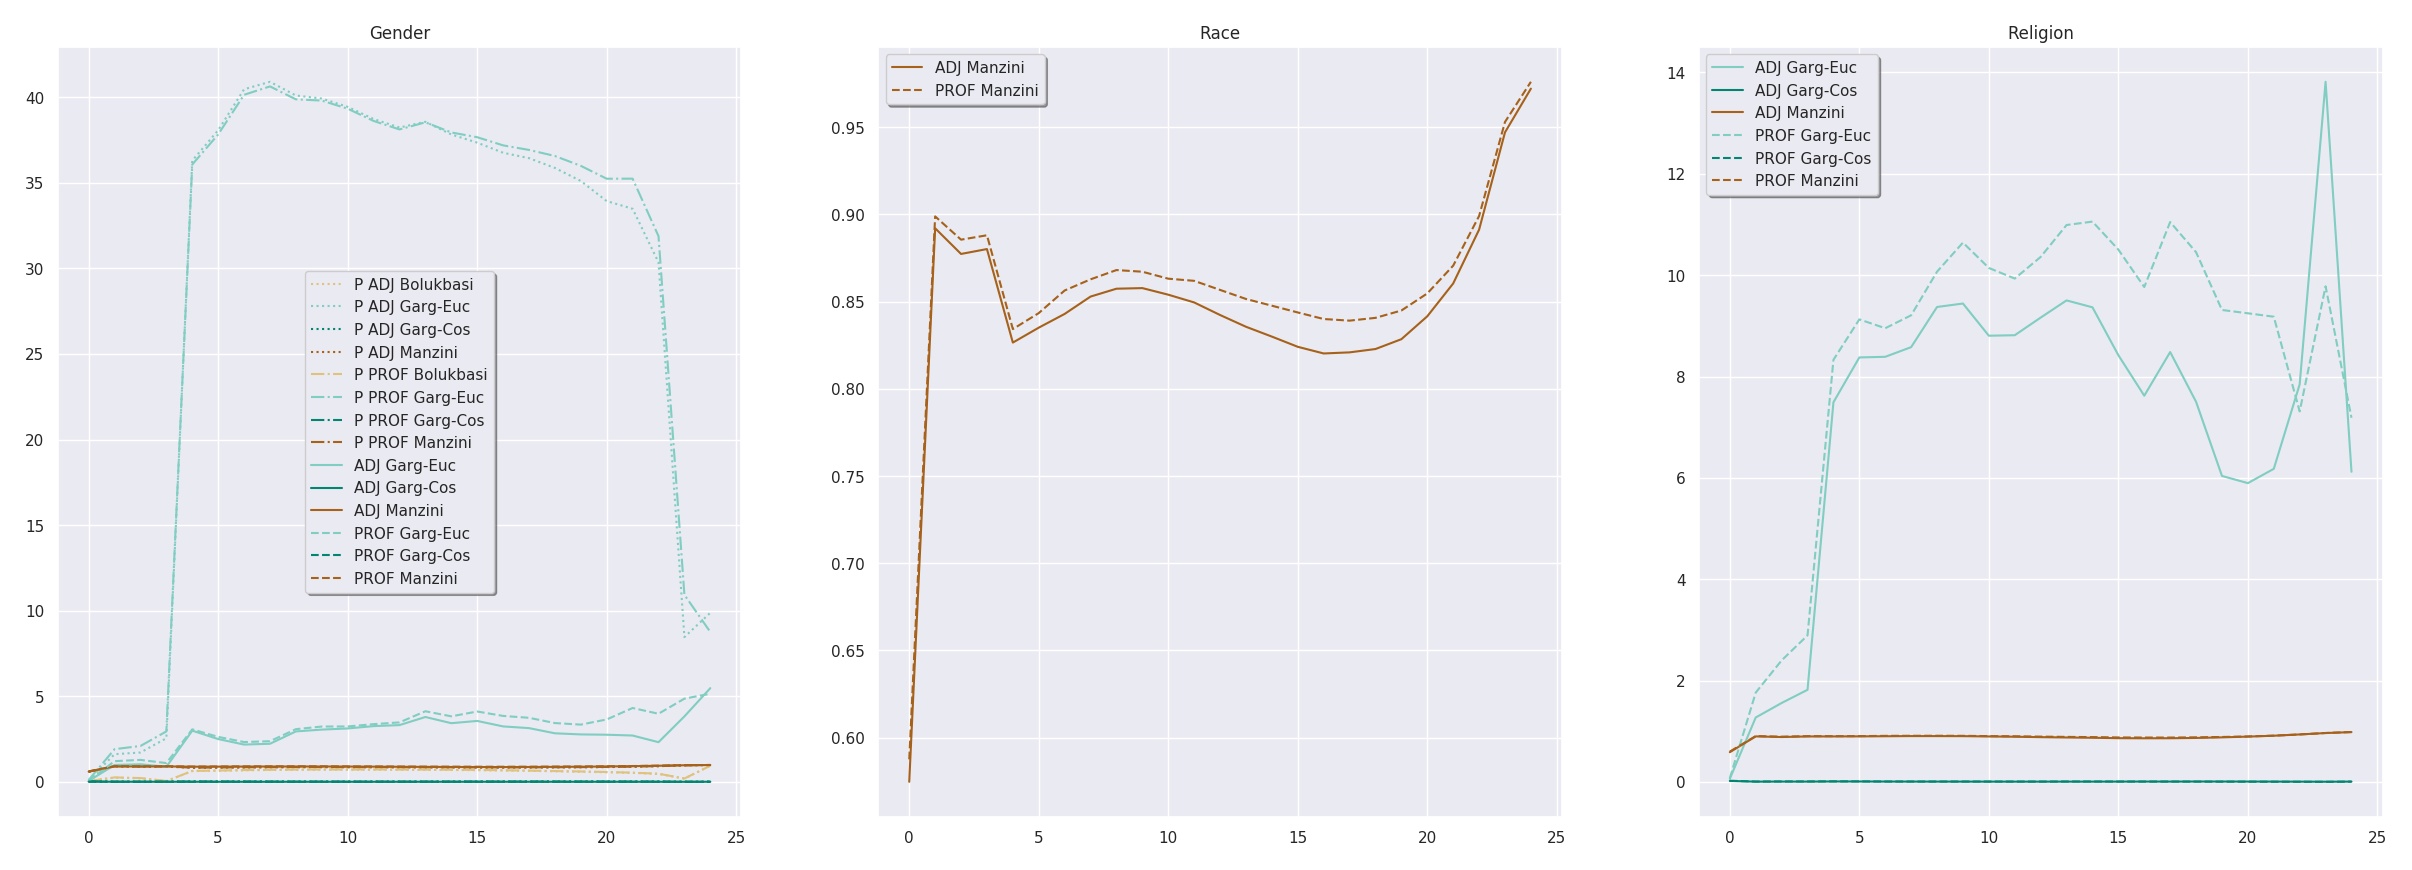 Gender
40
35
30
25
20
15
10
5
0
P ADJ Bolukbasi
P ADJ Garg-Euc
P ADJ Garg-Cos
P ADJ Manzini
P PROF Bolukbasi
P PROF Garg-Euc
P PROF Garg-Cos
P PROF Manzini
ADJ Garg-Euc
ADJ Garg-Cos
ADJ Manzini
PROF Garg-Euc
PROF Garg-Cos
PROF Manzini
0 5 10 15 20 25
Race
ADJ Manzini
PROF Manzini
0.95
0.90
0.85
0.80
0.75
0.70
0.65
0.60
0 5 10 15 20 25
Religion
ADJ Garg-Euc
ADJ Garg-Cos
ADJ Manzini
PROF Garg-Euc
PROF Garg-Cos
PROF Manzini
14
12
10
8
6
4
2
0
0 5 10 15 20 25